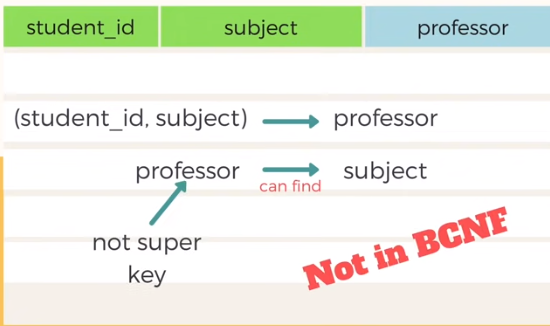 student_id subject professor
(student_id, subject) professor
professor can find subject
not super
key
Not in BCNF